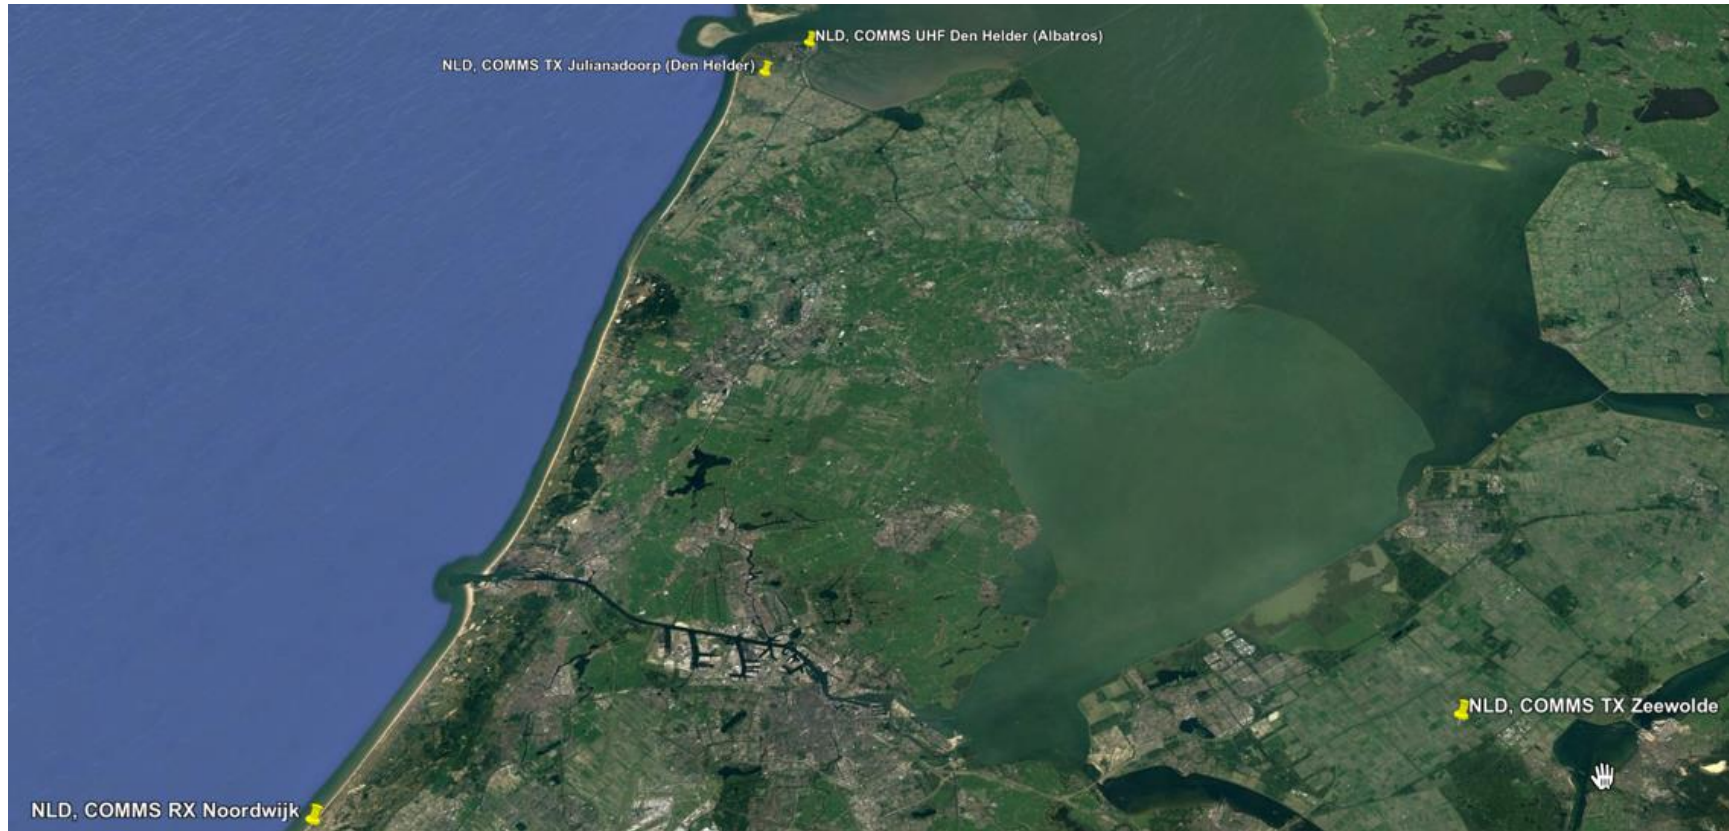 NLD, COMMS UHF Den Helder (Albatros)
NLD, COMMS TX Julianadoorp (Den Helder)
NLD, COMMS TX Zeewolde
NLD, COMMS RX Noordwijk